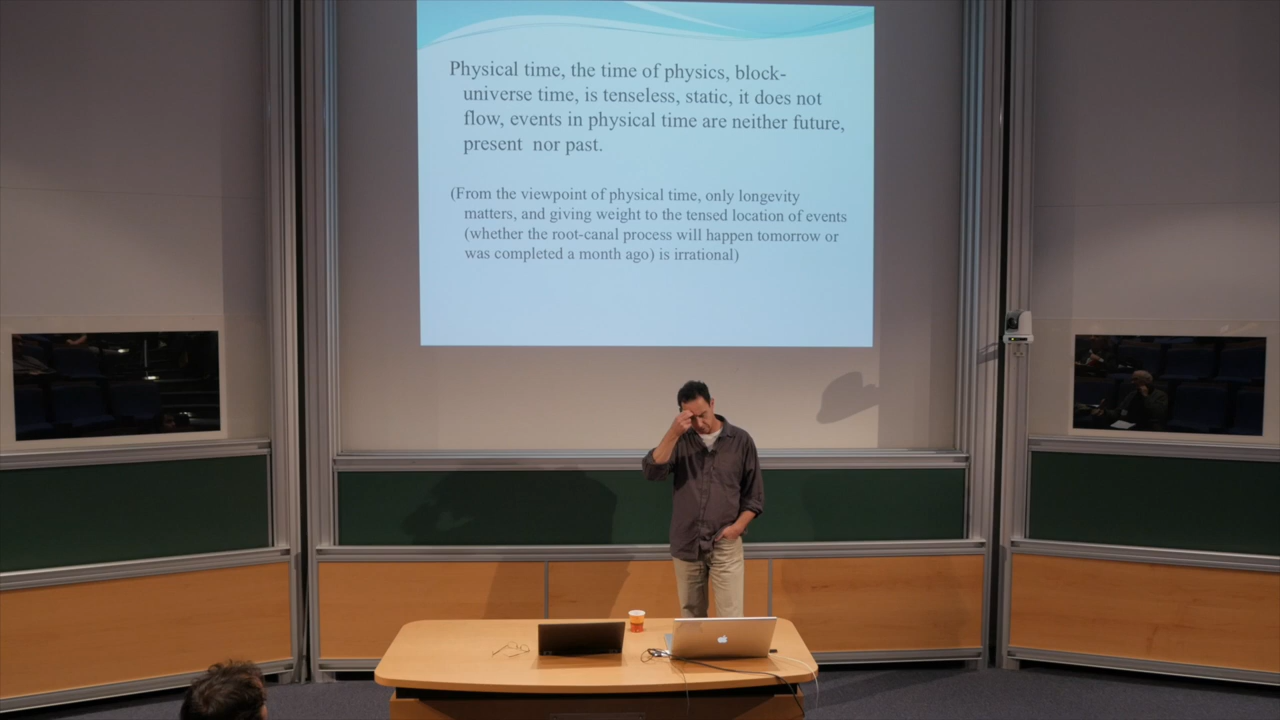 Physical time, the time of physics, block-
universe time, is tenseless, static, it does not
flow, events in physical time are neither future,
present nor past.
(From the viewpoint of physical time, only longevity
matters, and giving weight to the tensed location of events
(whether the root-canal process will happen tomorrow or
was completed a month ago) is irrational)